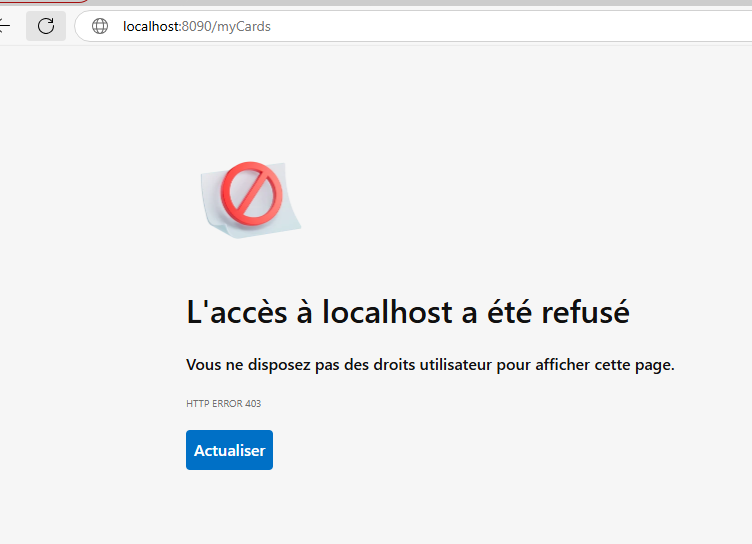 localhost:8090/myCards
L'accès à localhost a été refusé
Vous ne disposez pas des droits utilisateur pour afficher cette page.
HTTP ERROR 403
Actualiser